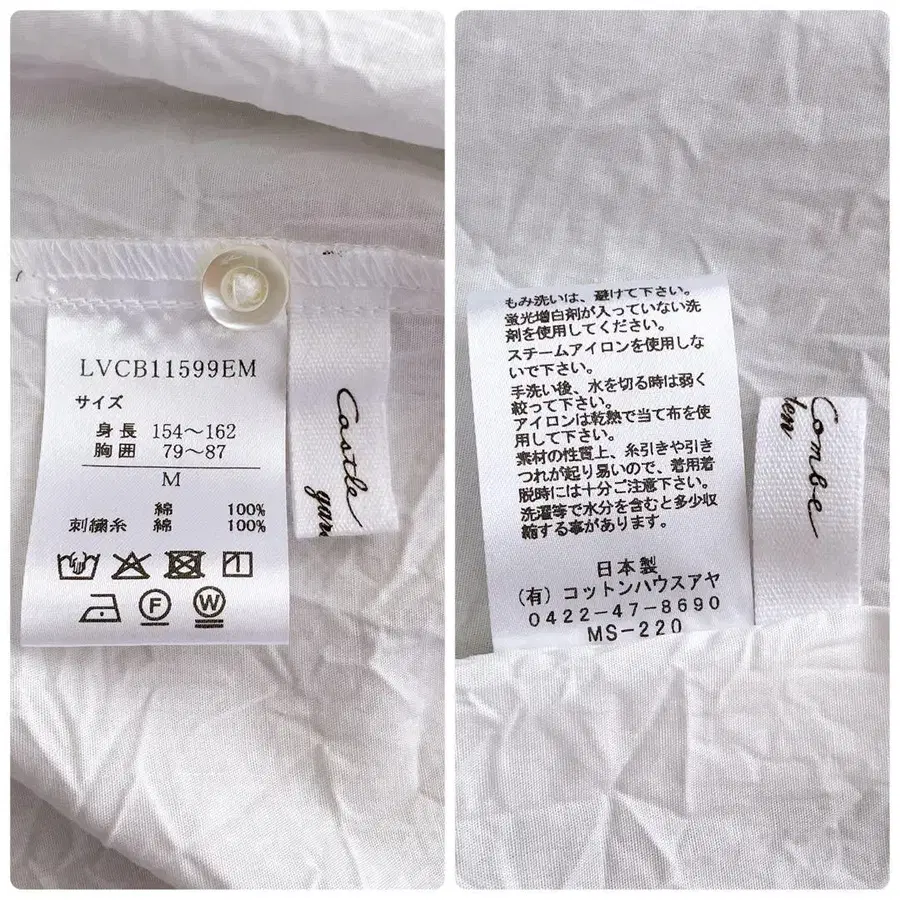 LVCB11599EM
サイズ
身長 154〜162
胸囲 79〜87
M
綿 100%
刺繍糸 綿 100%
F
W
Castle
もみ洗いは、避けて下さい。
蛍光増白剤が入っていない洗
剤を使用してください。
スチームアイロンを使用しな
いで下さい。
手洗い後、水を切る時は弱く
絞って下さい。
アイロンは乾熱で当て布を使
用して下さい。
素材の性質上、糸引きや引き
つれが起り易いので、着用着
脱時には十分ご注意下さい。
洗濯等で水分を含むと多少収
縮する事があります。
日本製
(有) コットンハウスアヤ
0422-47-8690
MS-220
Combe